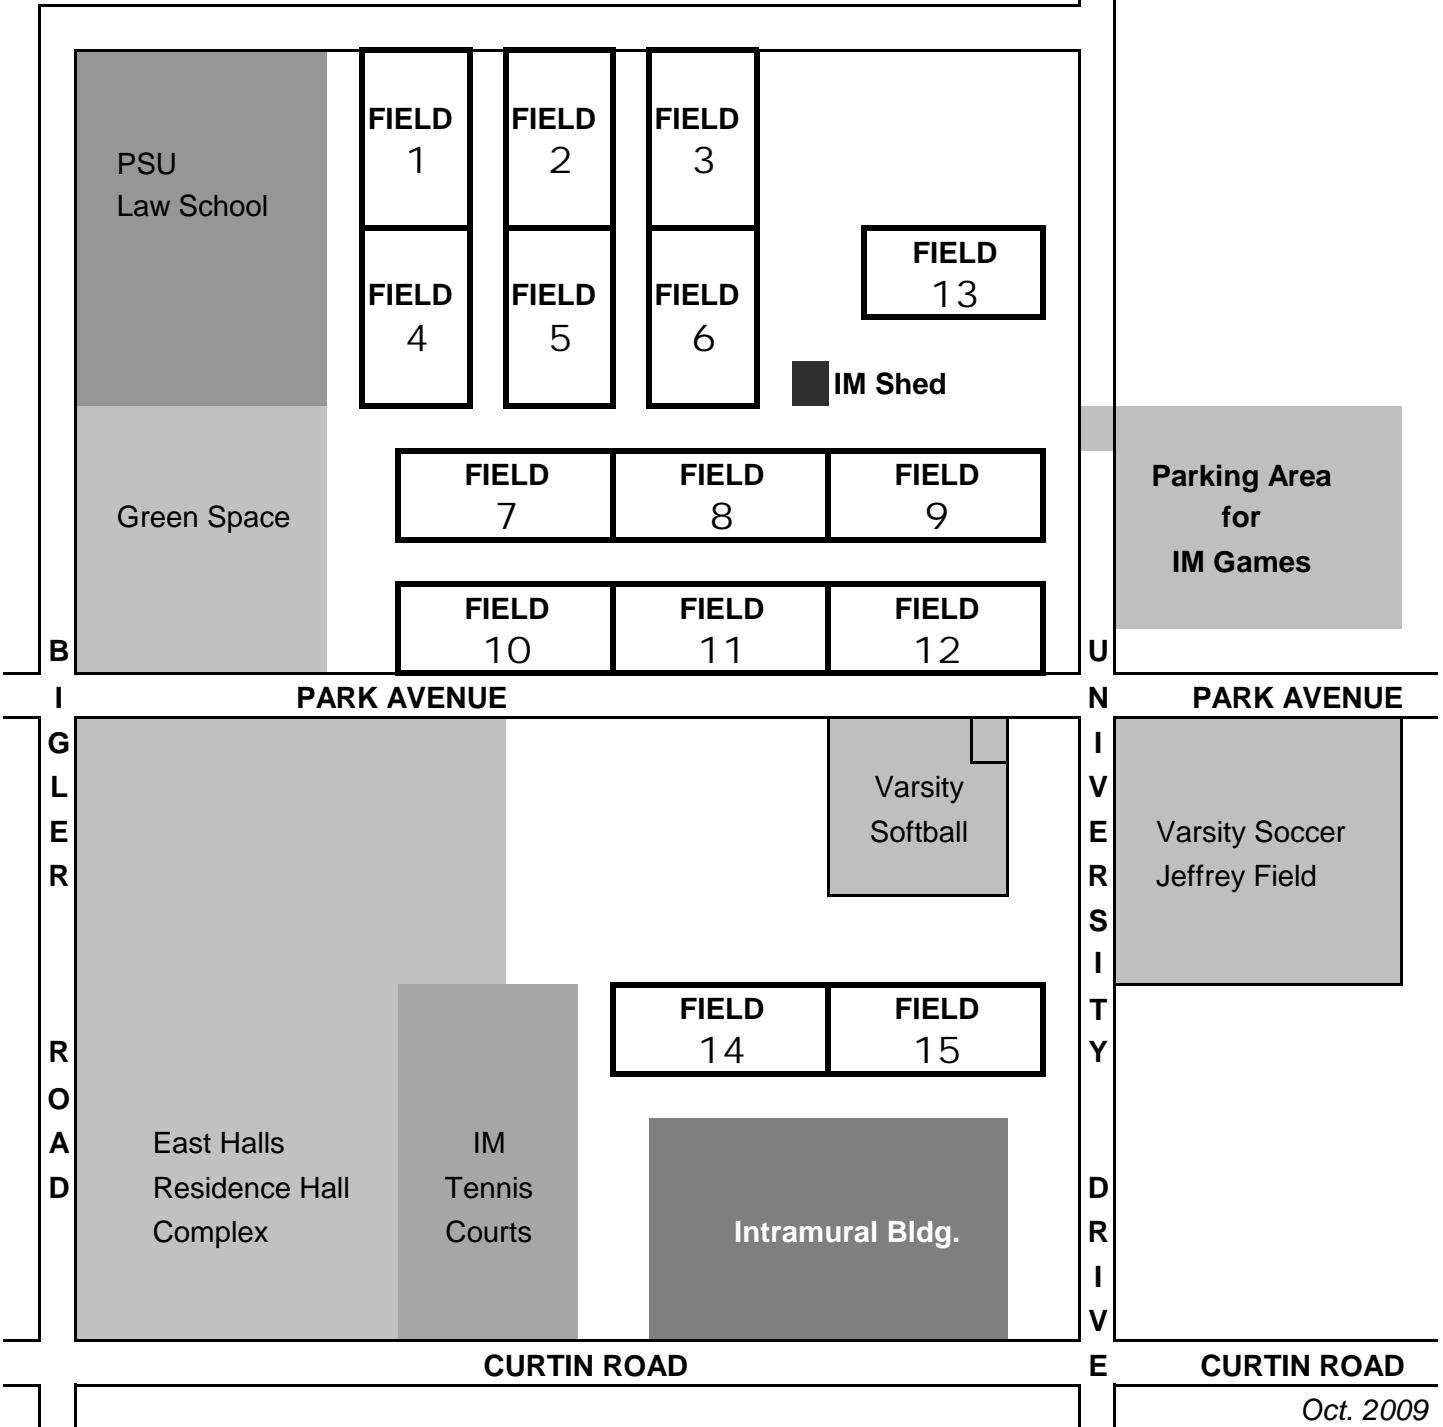 FIELD FIELD FIELD
1 2 3
PSU
Law School
FIELD
13
FIELD FIELD FIELD
4 5 6
IM Shed
FIELD FIELD FIELD
7 8 9
Green Space
Parking Area
for
IM Games
FIELD FIELD FIELD
10 11 12
BIGLER ROAD
UNIVERSITY DRIVE
PARK AVENUE PARK AVENUE
Varsity
Softball
Varsity Soccer
Jeffrey Field
FIELD FIELD
14 15
East Halls
Residence Hall
Complex
IM
Tennis
Courts
Intramural Bldg.
CURTIN ROAD CURTIN ROAD
Oct. 2009